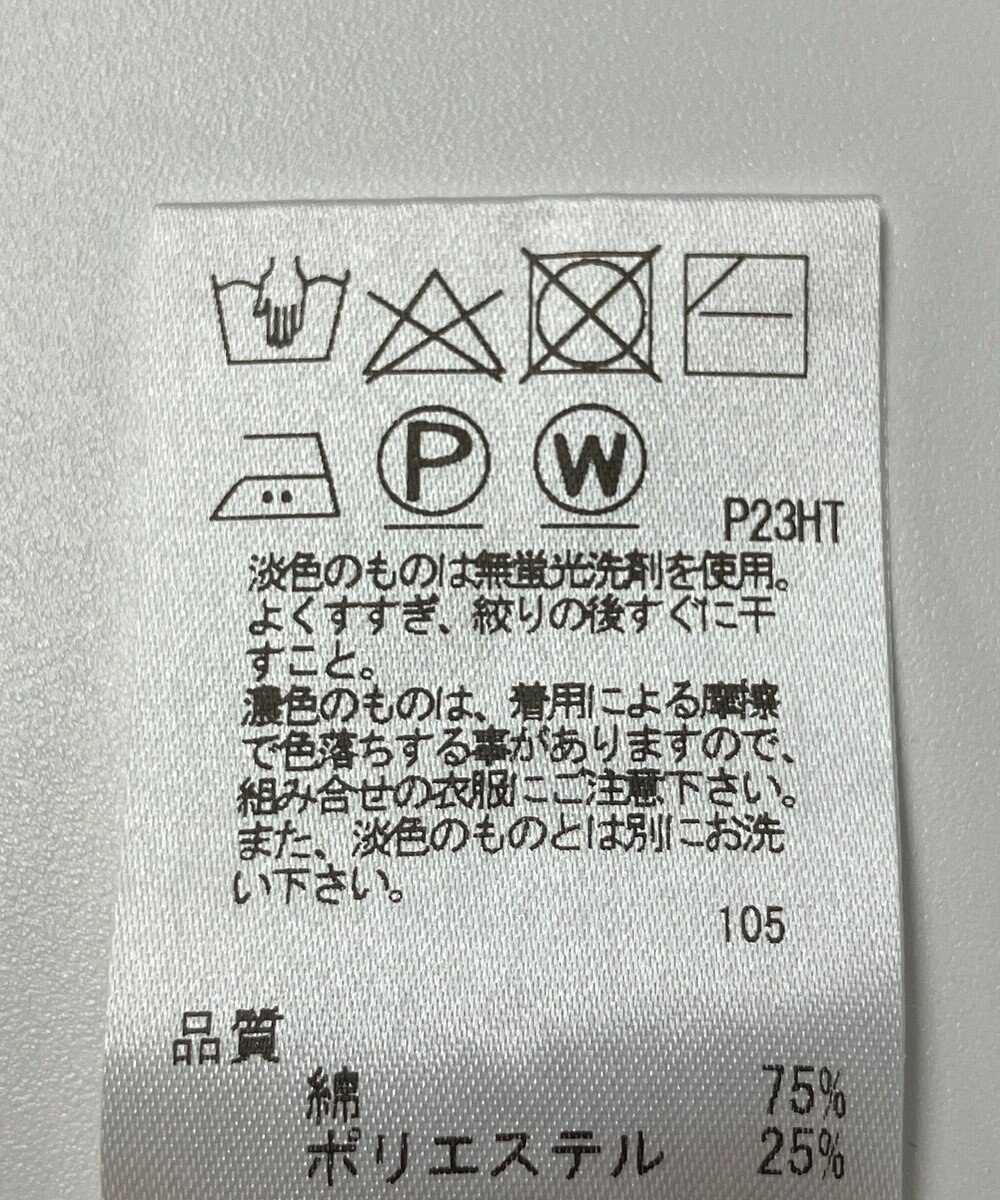 P W P23HT
淡色のものは無蛍光洗剤を使用。
よくすすぎ、絞りの後すぐに干
すこと。
濃色のものは、着用による摩擦
で色落ちする事がありますので、
組み合せの衣服にご注意下さい。
また、淡色のものとは別にお洗
い下さい。
105
品質
綿 75%
ポリエステル 25%